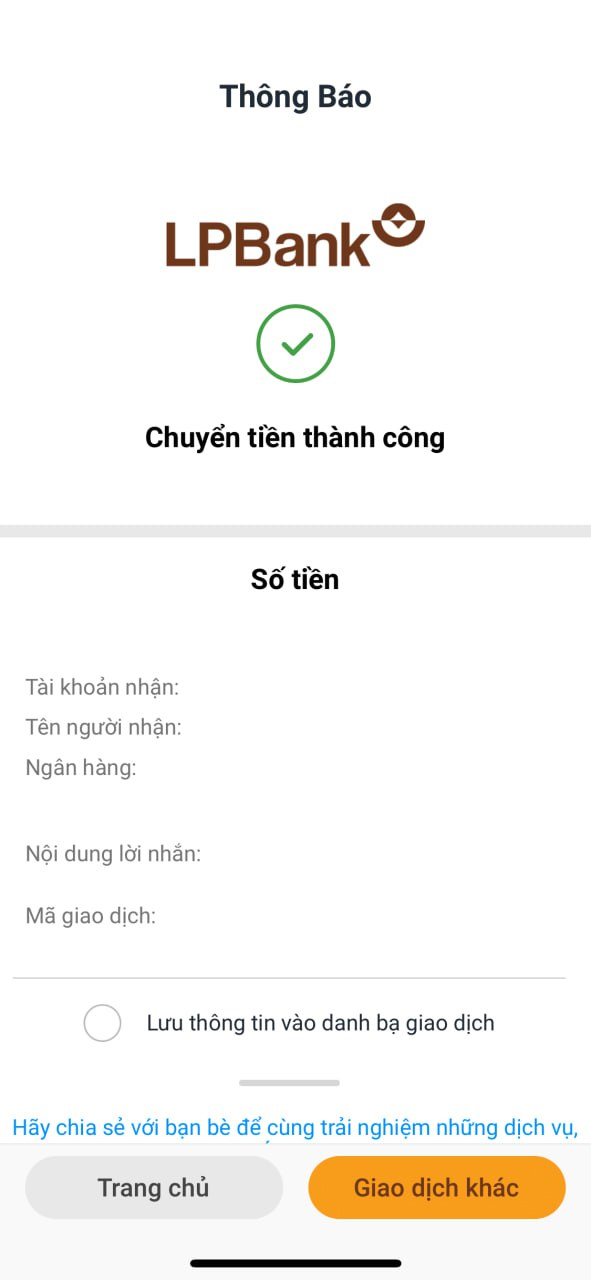 Thông Báo
LPBank
Chuyển tiền thành công
Số tiền
Tài khoản nhận:
Tên người nhận:
Ngân hàng:
Nội dung lời nhắn:
Mã giao dịch:
Lưu thông tin vào danh bạ giao dịch
Hãy chia sẻ với bạn bè để cùng trải nghiệm những dịch vụ,
Trang chủ
Giao dịch khác